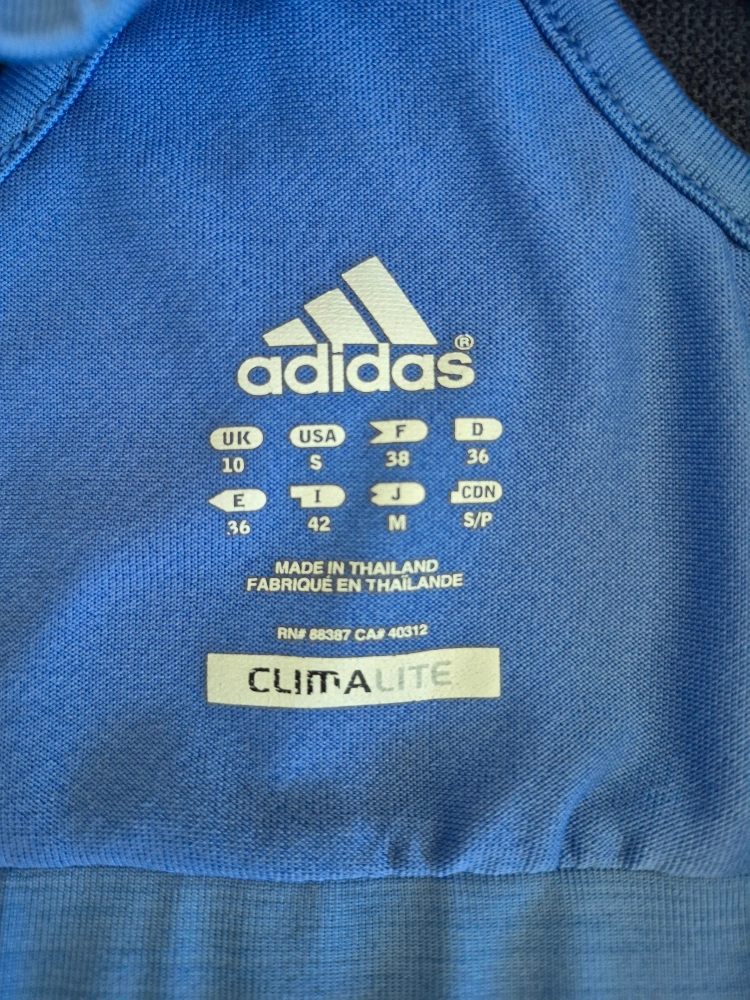 adidas®
UK USA F D
10 S 38 36
E I J CDN
36 42 M S/P
MADE IN THAILAND
FABRIQUÉ EN THAÏLANDE
RN# 88387 CA# 40312
CLIMALITE